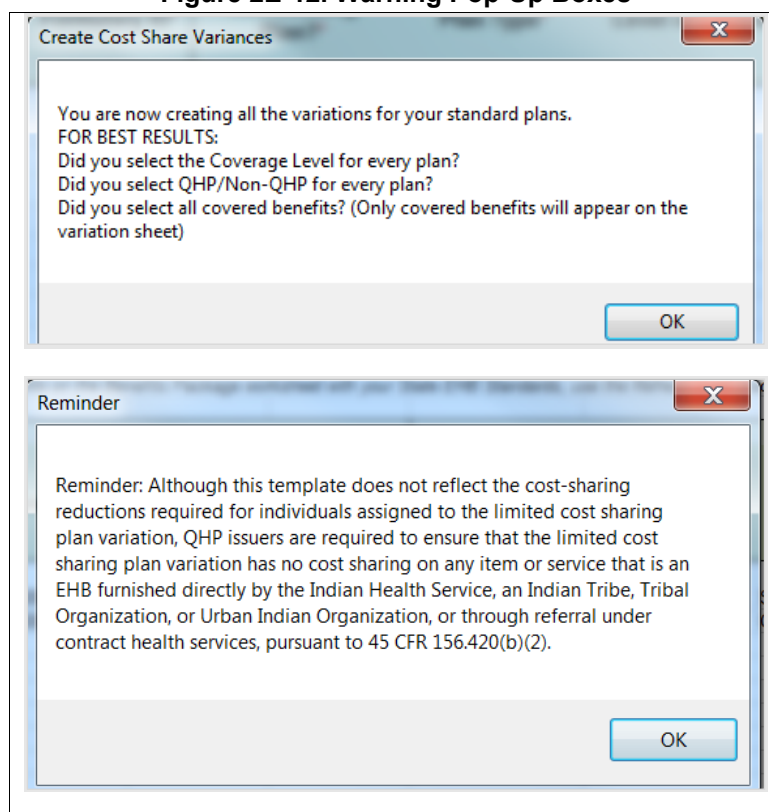 Create Cost Share Variances
You are now creating all the variations for your standard plans.
FOR BEST RESULTS:
Did you select the Coverage Level for every plan?
Did you select QHP/Non-QHP for every plan?
Did you select all covered benefits? (Only covered benefits will appear on the
variation sheet)
OK
Reminder
Reminder: Although this template does not reflect the cost-sharing
reductions required for individuals assigned to the limited cost sharing
plan variation, QHP issuers are required to ensure that the limited cost
sharing plan variation has no cost sharing on any item or service that is an
EHB furnished directly by the Indian Health Service, an Indian Tribe, Tribal
Organization, or Urban Indian Organization, or through referral under
contract health services, pursuant to 45 CFR 156.420(b)(2).
OK